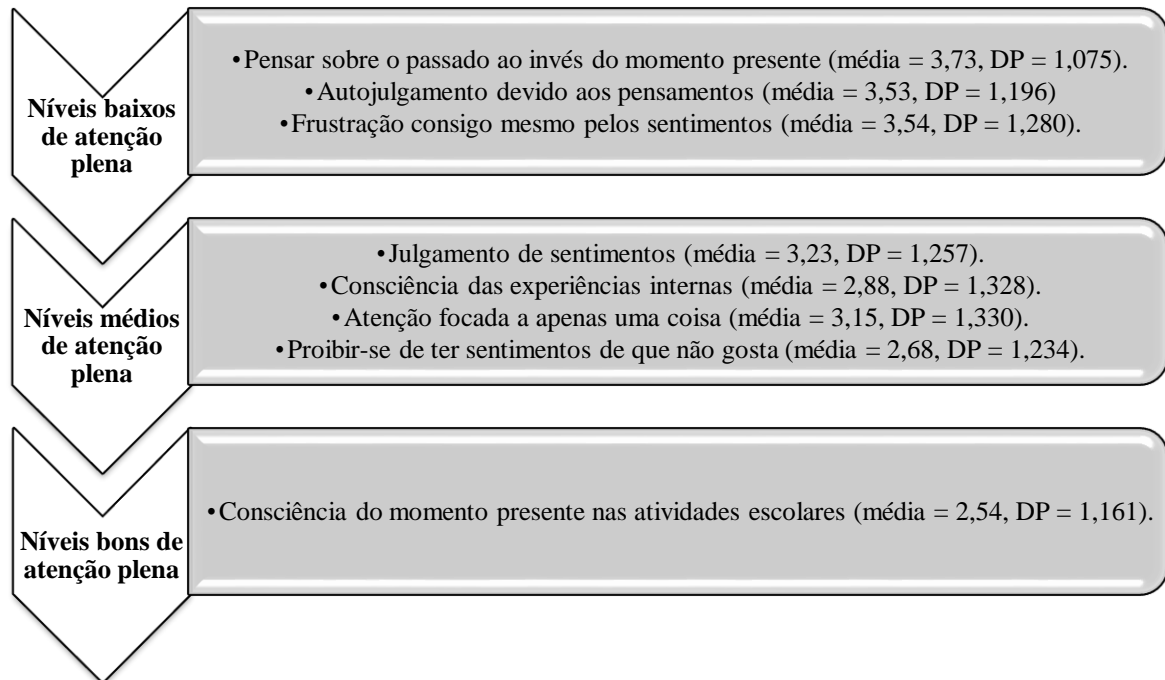 Níveis baixos
de atenção
plena
•Pensar sobre o passado ao invés do momento presente (média = 3,73, DP = 1,075).
•Autojulgamento devido aos pensamentos (média = 3,53, DP = 1,196)
•Frustração consigo mesmo pelos sentimentos (média = 3,54, DP = 1,280).
Níveis médios
de atenção
plena
•Julgamento de sentimentos (média = 3,23, DP = 1,257).
•Consciência das experiências internas (média = 2,88, DP = 1,328).
•Atenção focada a apenas uma coisa (média = 3,15, DP = 1,330).
•Proibir-se de ter sentimentos de que não gosta (média = 2,68, DP = 1,234).
Níveis bons de
atenção plena
•Consciência do momento presente nas atividades escolares (média = 2,54, DP = 1,161).